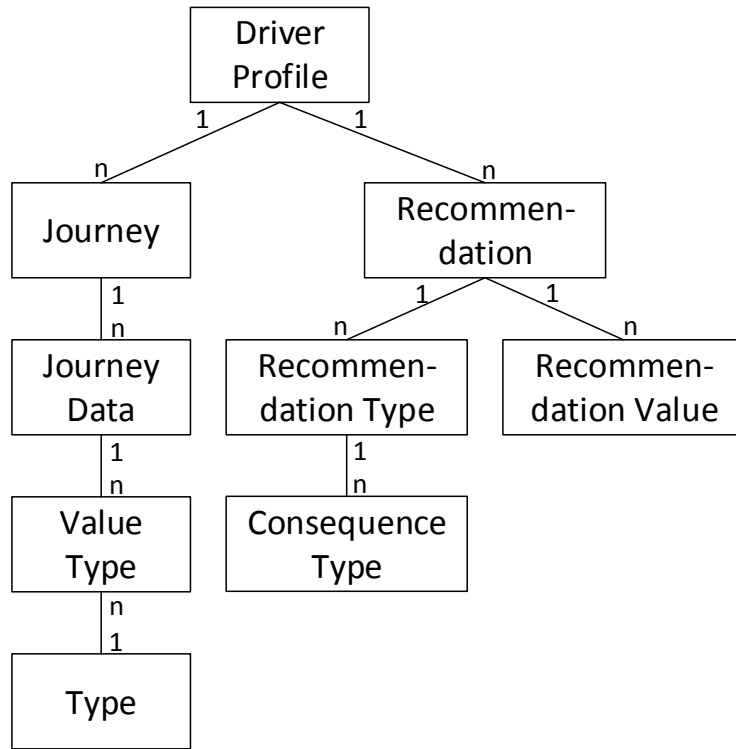 Driver
Profile
1 1
n n
Journey
Recommen-
dation
1
n
1 1
n n
Journey
Data
Recommen-
dation Type
Recommen-
dation Value
1
n
1
n
Value
Type
Consequence
Type
n
1
Type